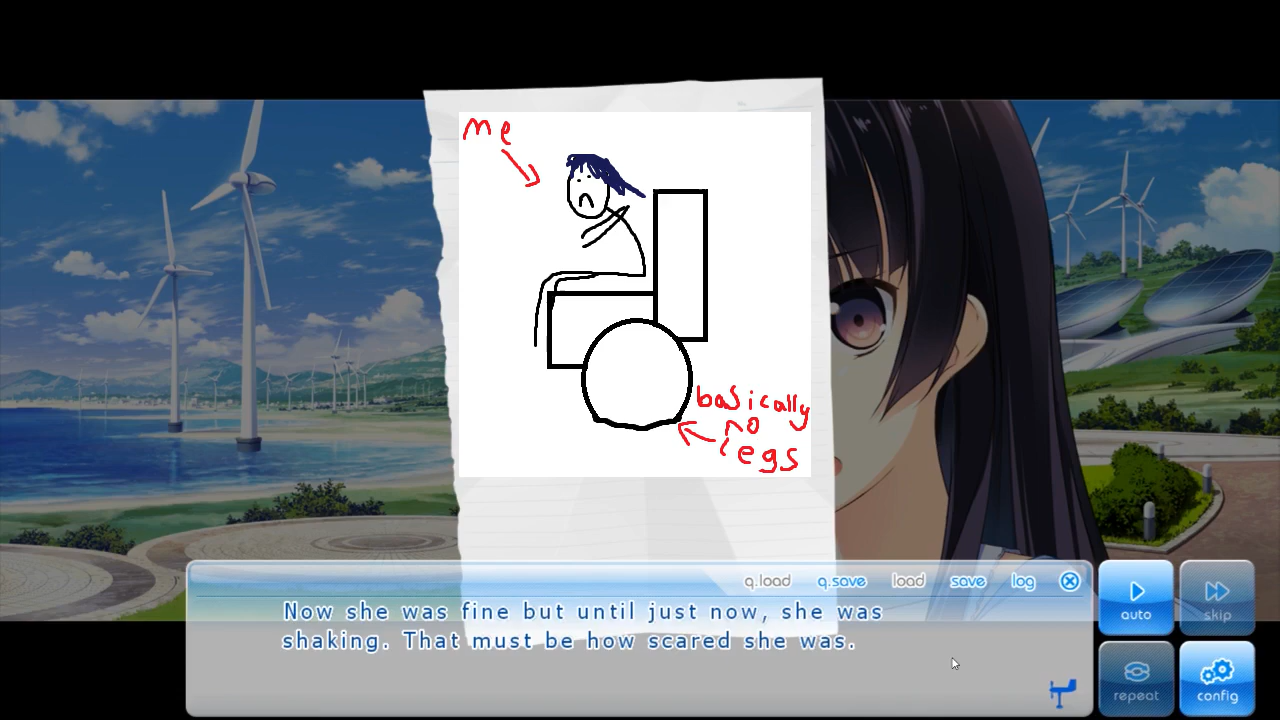 me
basically
no
legs
q.load q.save load save log
Now she was fine but until just now, she was
shaking. That must be how scared she was.
auto
skip
repeat
config